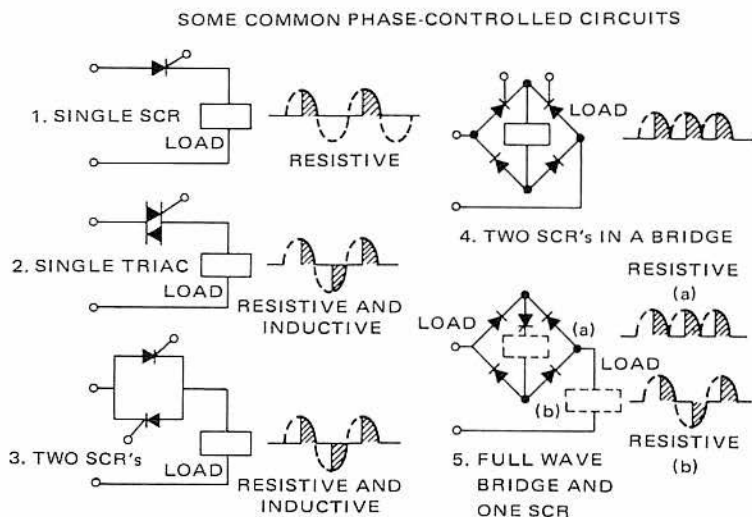 SOME COMMON PHASE-CONTROLLED CIRCUITS
1. SINGLE SCR
LOAD
RESISTIVE
2. SINGLE TRIAC
LOAD
RESISTIVE AND
INDUCTIVE
3. TWO SCR's
LOAD
RESISTIVE AND
INDUCTIVE
LOAD
4. TWO SCR's IN A BRIDGE
RESISTIVE
(a)
LOAD
(a)
LOAD
(b)
RESISTIVE
(b)
5. FULL WAVE
BRIDGE AND
ONE SCR